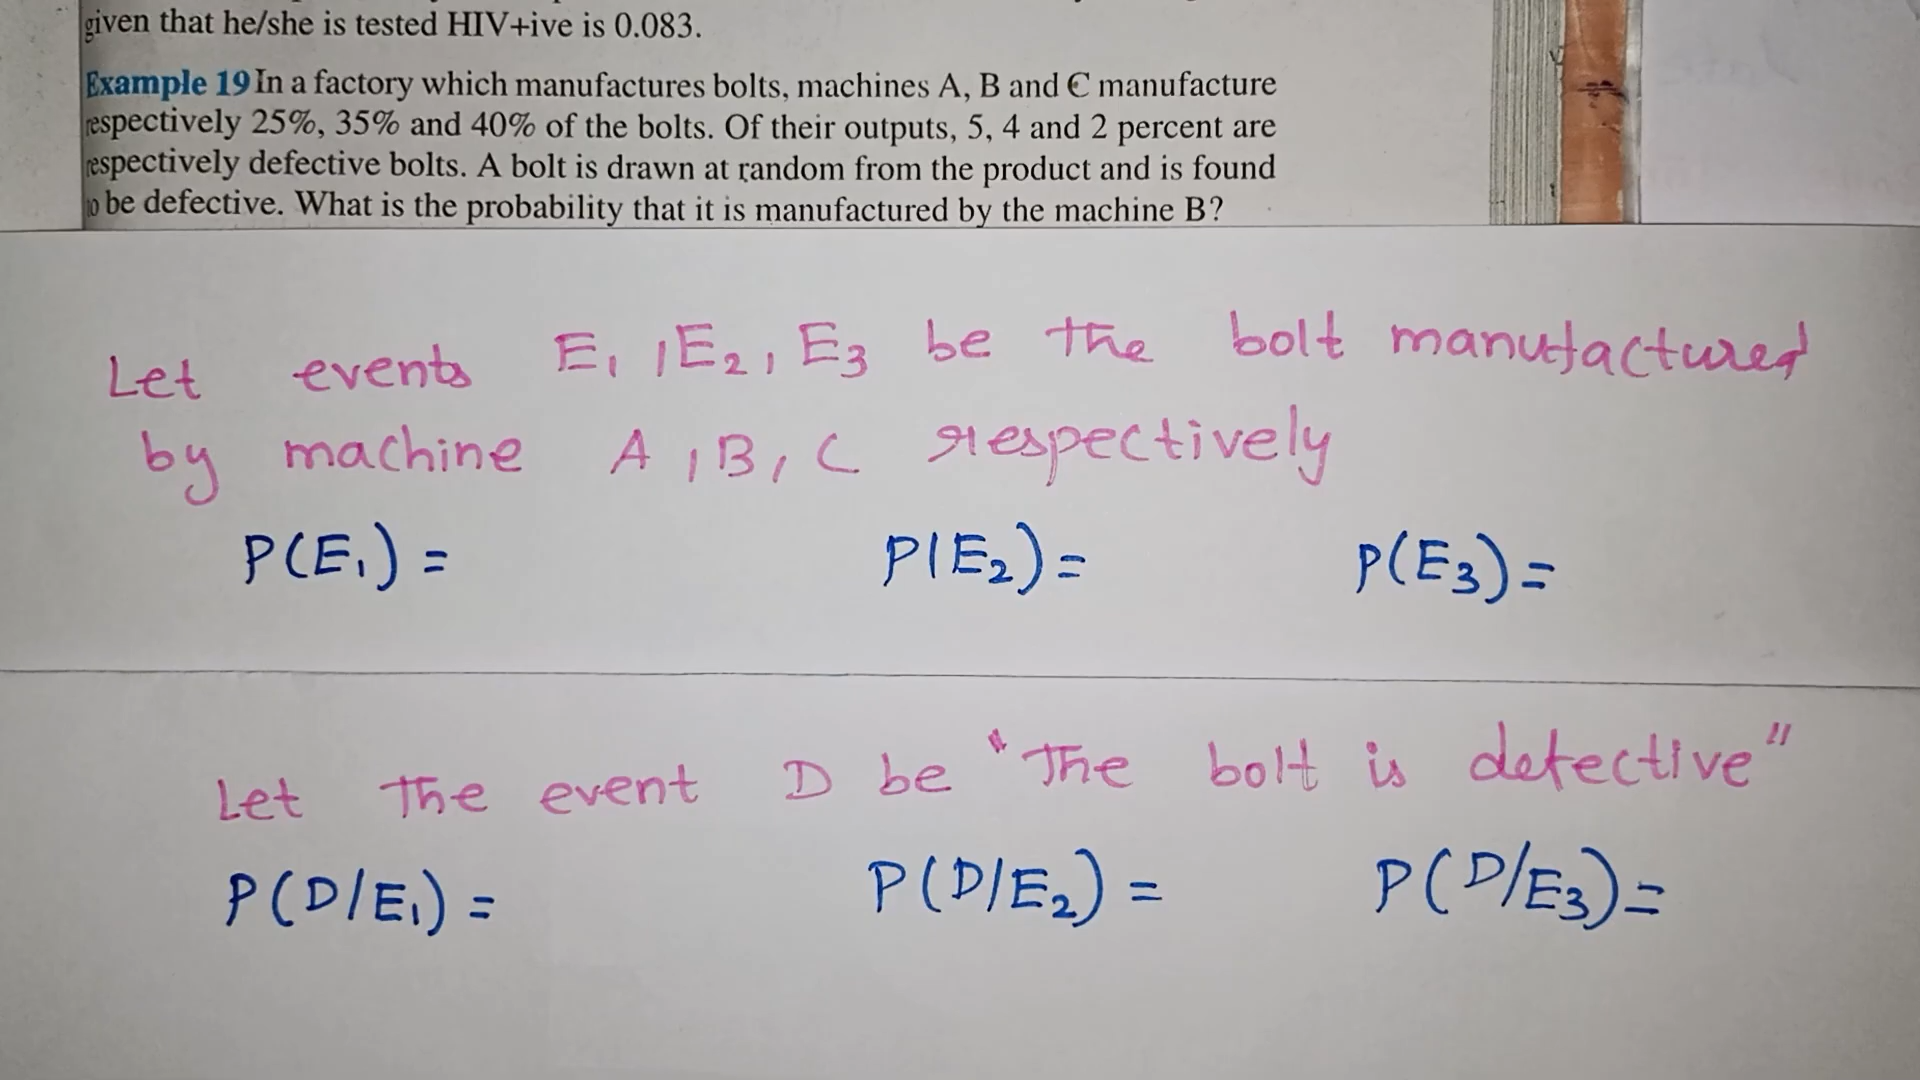 given that he/she is tested HIV+ive is 0.083.
Example 19 In a factory which manufactures bolts, machines A, B and C manufacture
respectively 25%, 35% and 40% of the bolts. Of their outputs, 5, 4 and 2 percent are
respectively defective bolts. A bolt is drawn at random from the product and is found
to be defective. What is the probability that it is manufactured by the machine B?
Let events E₁, E₂, E₃ be the bolt manufactured
by machine A, B, C respectively
P(E₁) = P(E₂) = P(E₃) =
Let the event D be "The bolt is defective"
P(D/E₁) = P(D/E₂) = P(D/E₃) =